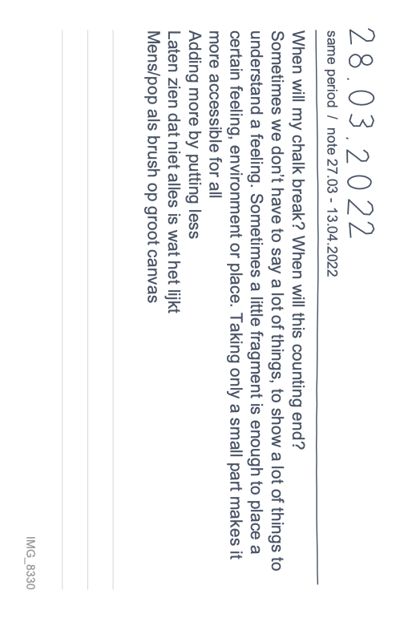 28.03.2022
same period / note 27.03 - 13.04.2022
When will my chalk break? When will this counting end?
Sometimes we don't have to say a lot of things, to show a lot of things to
understand a feeling. Sometimes a little fragment is enough to place a
certain feeling, environment or place. Taking only a small part makes it
more accessible for all
Adding more by putting less
Laten zien dat niet alles is wat het lijkt
Mens/pop als brush op groot canvas
IMG_8330